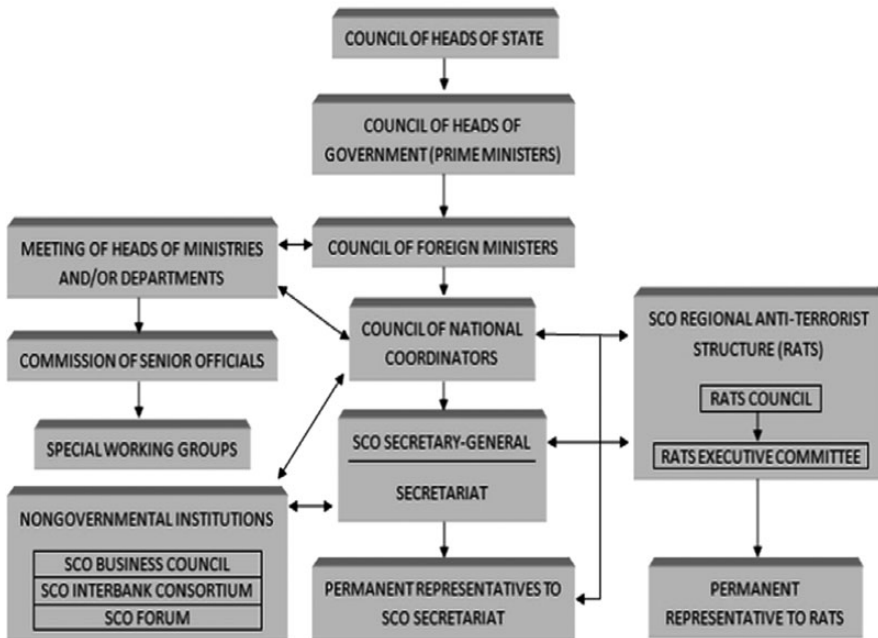 COUNCIL OF HEADS OF STATE
COUNCIL OF HEADS OF
GOVERNMENT (PRIME MINISTERS)
MEETING OF HEADS OF MINISTRIES
AND/OR DEPARTMENTS
COUNCIL OF FOREIGN MINISTERS
COUNCIL OF NATIONAL
COORDINATORS
SCO REGIONAL ANTI-TERRORIST
STRUCTURE (RATS)
RATS COUNCIL
RATS EXECUTIVE COMMITTEE
COMMISSION OF SENIOR OFFICIALS
SPECIAL WORKING GROUPS
SCO SECRETARY-GENERAL
SECRETARIAT
NONGOVERNMENTAL INSTITUTIONS
SCO BUSINESS COUNCIL
SCO INTERBANK CONSORTIUM
SCO FORUM
PERMANENT REPRESENTATIVES TO
SCO SECRETARIAT
PERMANENT
REPRESENTATIVE TO RATS